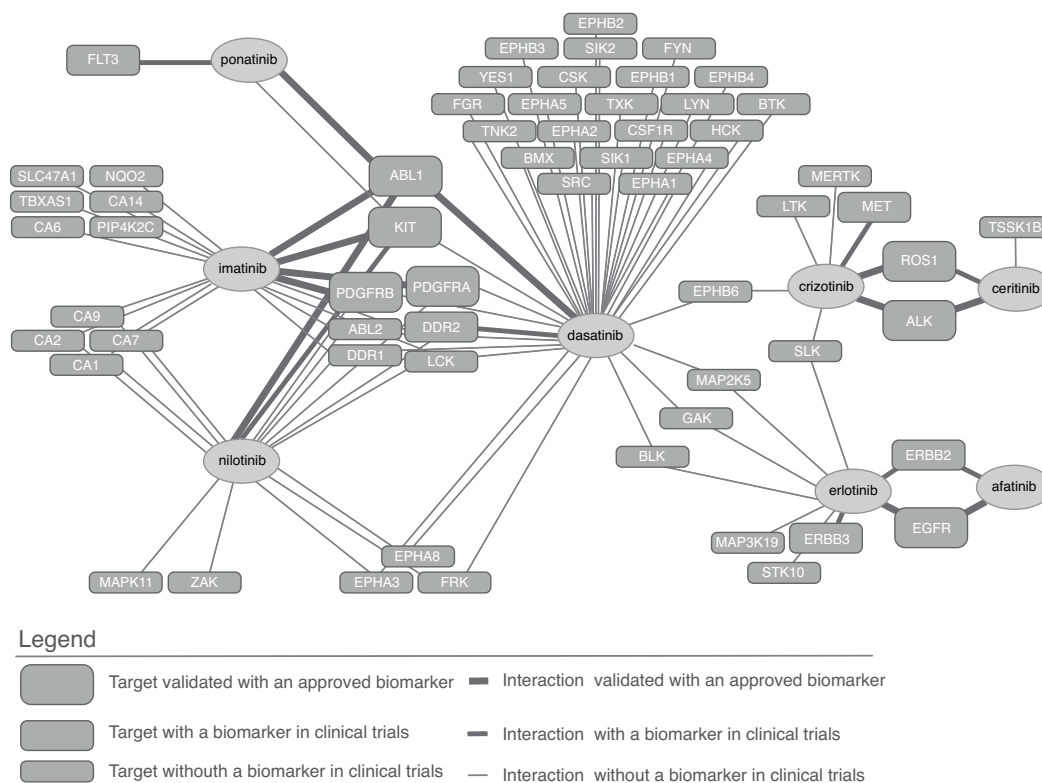 EPHB2
EPHB3 SIK2 FYN
FLT3 ponatinib
YES1 CSK EPHB1 EPHB4
FGR EPHA5 TXK LYN BTK
TNK2 EPHA2 CSF1R HCK
BMX SIK1 EPHA4
SRC EPHA1
ABL1
SLC47A1 NQO2
MERTK
TBXAS1 CA14
LTK MET
CA6 PIP4K2C
KIT
TSSK1B
imatinib
ROS1
PDGFRB PDGFRA
EPHB6 crizotinib ceritinib
CA9
ABL2 DDR2
ALK
CA2 CA7
dasatinib
DDR1 LCK
SLK
CA1
MAP2K5
GAK
nilotinib
BLK
ERBB2
erlotinib afatinib
EGFR
MAP3K19 ERBB3
EPHA8
MAPK11 ZAK EPHA3 FRK
STK10
Legend
Target validated with an approved biomarker Interaction validated with an approved biomarker
Target with a biomarker in clinical trials Interaction with a biomarker in clinical trials
Target withouth a biomarker in clinical trials Interaction without a biomarker in clinical trials